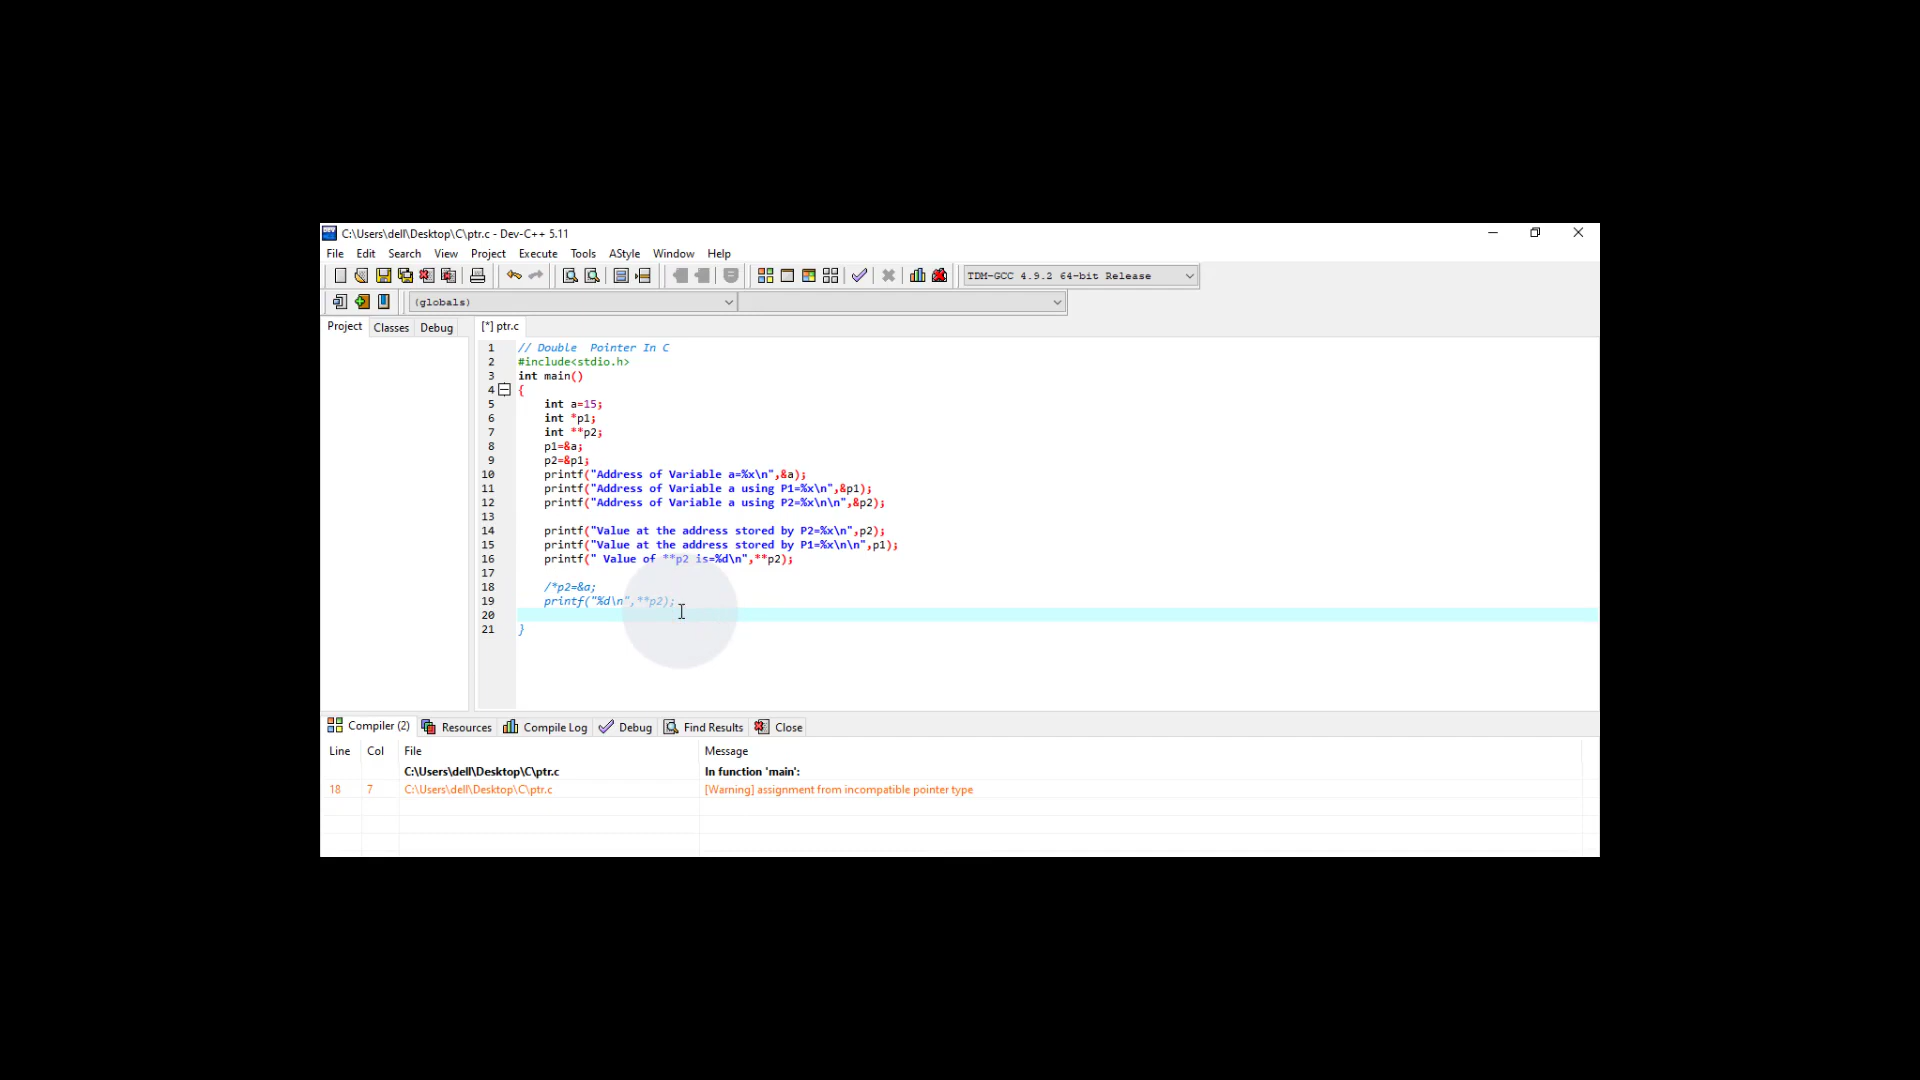 C:\Users\dell\Desktop\C\ptr.c - Dev-C++ 5.11
File Edit Search View Project Execute Tools AStyle Window Help
TDM-GCC 4.9.2 64-bit Release
(globals)
Project Classes Debug [*] ptr.c
1 // Double  Pointer In C
2 #include<stdio.h>
3 int main()
4 {
5 int a=15;
6 int *p1;
7 int **p2;
8 p1=&a;
9 p2=&p1;
10 printf("Address of Variable a=%x\n",&a);
11 printf("Address of Variable a using P1=%x\n",&p1);
12 printf("Address of Variable a using P2=%x\n\n",&p2);
13
14 printf("Value at the address stored by P2=%x\n",p2);
15 printf("Value at the address stored by P1=%x\n\n",p1);
16 printf(" Value of **p2 is=%d\n",**p2);
17
18 /*p2=&a;
19 printf("%d\n",**p2);
20
21 }
Compiler (2) Resources Compile Log Debug Find Results Close
Line Col File Message
C:\Users\dell\Desktop\C\ptr.c In function 'main':
18 7 C:\Users\dell\Desktop\C\ptr.c [Warning] assignment from incompatible pointer type